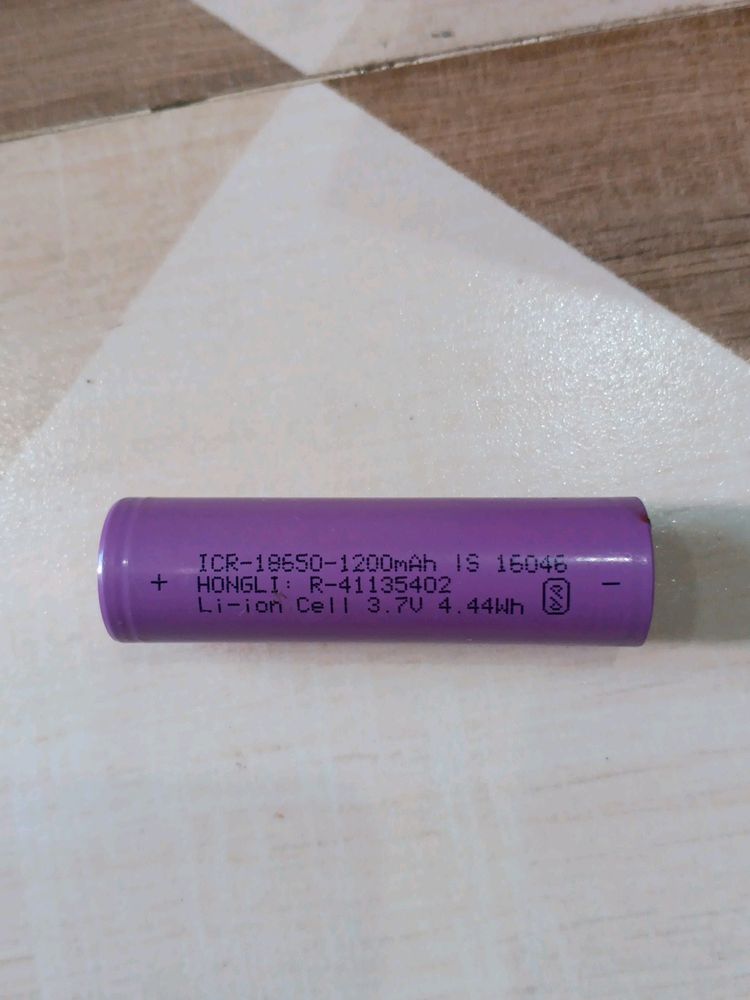 ICR-18650-1200mAh IS 16046
+ HONGLI: R-41135402 −
Li-ion Cell 3.7V 4.44Wh